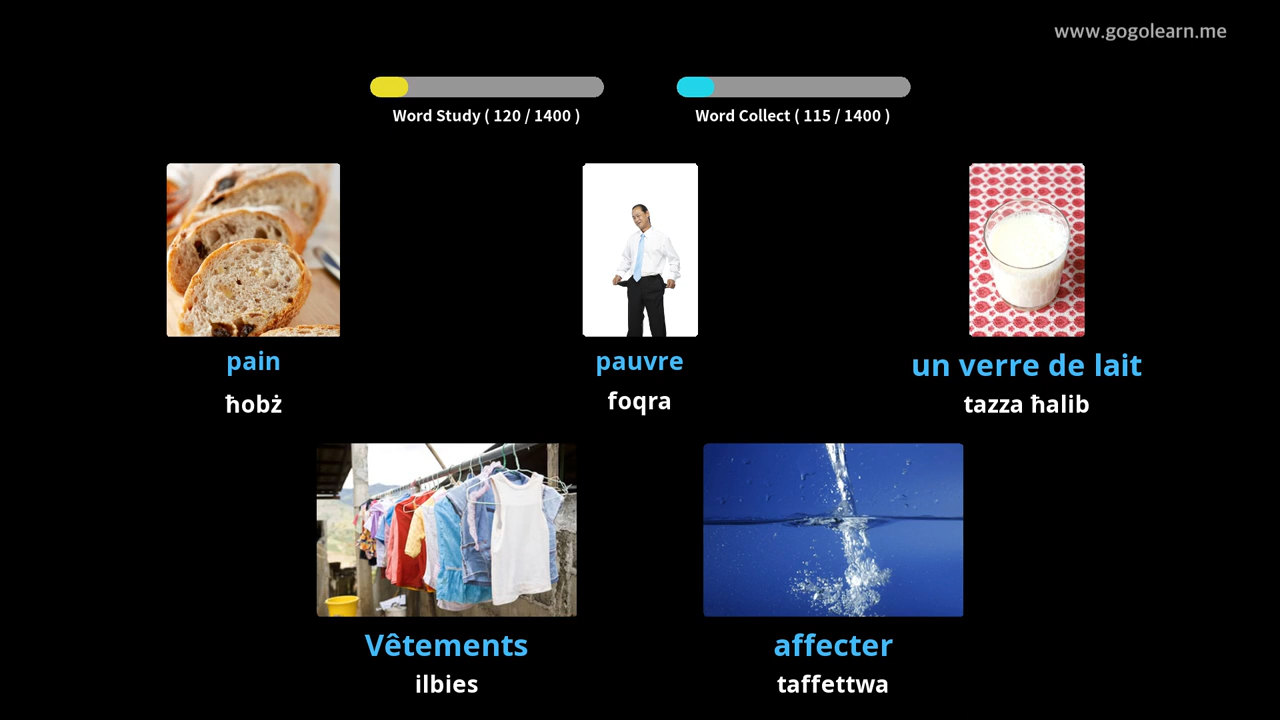 www.gogolearn.me
Word Study ( 120 / 1400 )
Word Collect ( 115 / 1400 )
pain
ħobż
pauvre
foqra
un verre de lait
tazza ħalib
Vêtements
ilbies
affecter
taffettwa